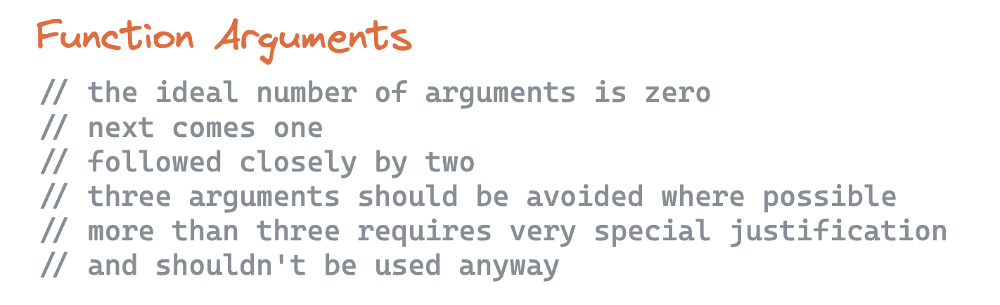 Function Arguments
// the ideal number of arguments is zero
// next comes one
// followed closely by two
// three arguments should be avoided where possible
// more than three requires very special justification
// and shouldn't be used anyway